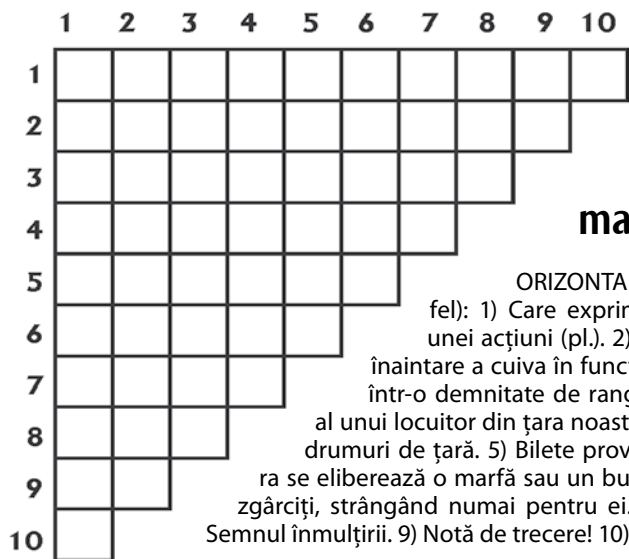 1 2 3 4 5 6 7 8 9 10
1
2
3
4
5
6
7
8
9
10
ma
ORIZONTA
fel): 1) Care exprim
unei acțiuni (pl.). 2)
înaintare a cuiva în func
într-o demnitate de rang
al unui locuitor din țara noast
drumuri de țară. 5) Bilete prov
ra se eliberează o marfă sau un bu
zgârciți, strângând numai pentru ei.
Semnul înmulțirii. 9) Notă de trecere! 10)